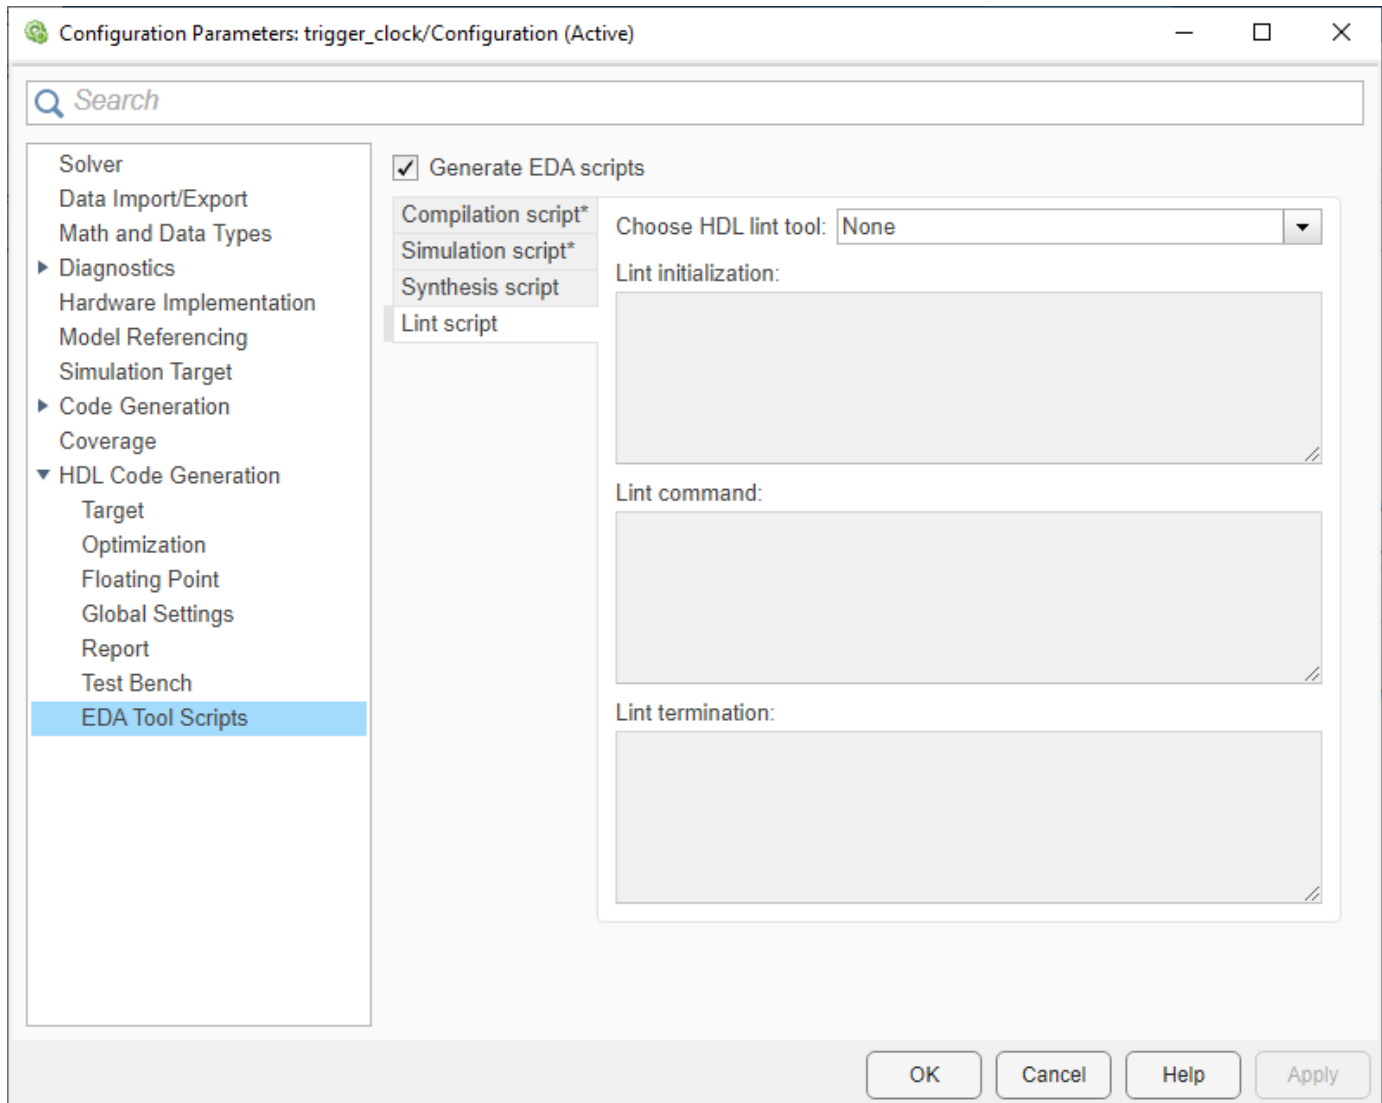 Configuration Parameters: trigger_clock/Configuration (Active)
Search
Solver
Data Import/Export
Math and Data Types
Diagnostics
Hardware Implementation
Model Referencing
Simulation Target
Code Generation
Coverage
HDL Code Generation
Target
Optimization
Floating Point
Global Settings
Report
Test Bench
EDA Tool Scripts
Generate EDA scripts
Compilation script*
Simulation script*
Synthesis script
Lint script
Choose HDL lint tool: None
Lint initialization:
Lint command:
Lint termination:
OK Cancel Help Apply